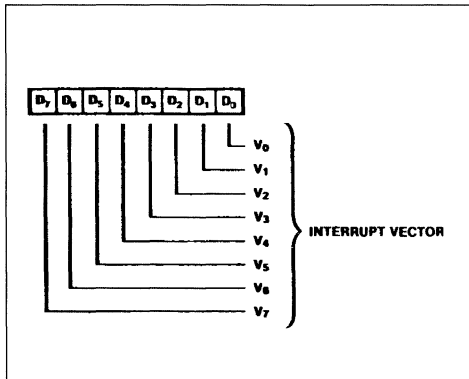 D7 D6 D5 D4 D3 D2 D1 D0
V0
V1
V2
V3
V4
V5
V6
V7
INTERRUPT VECTOR